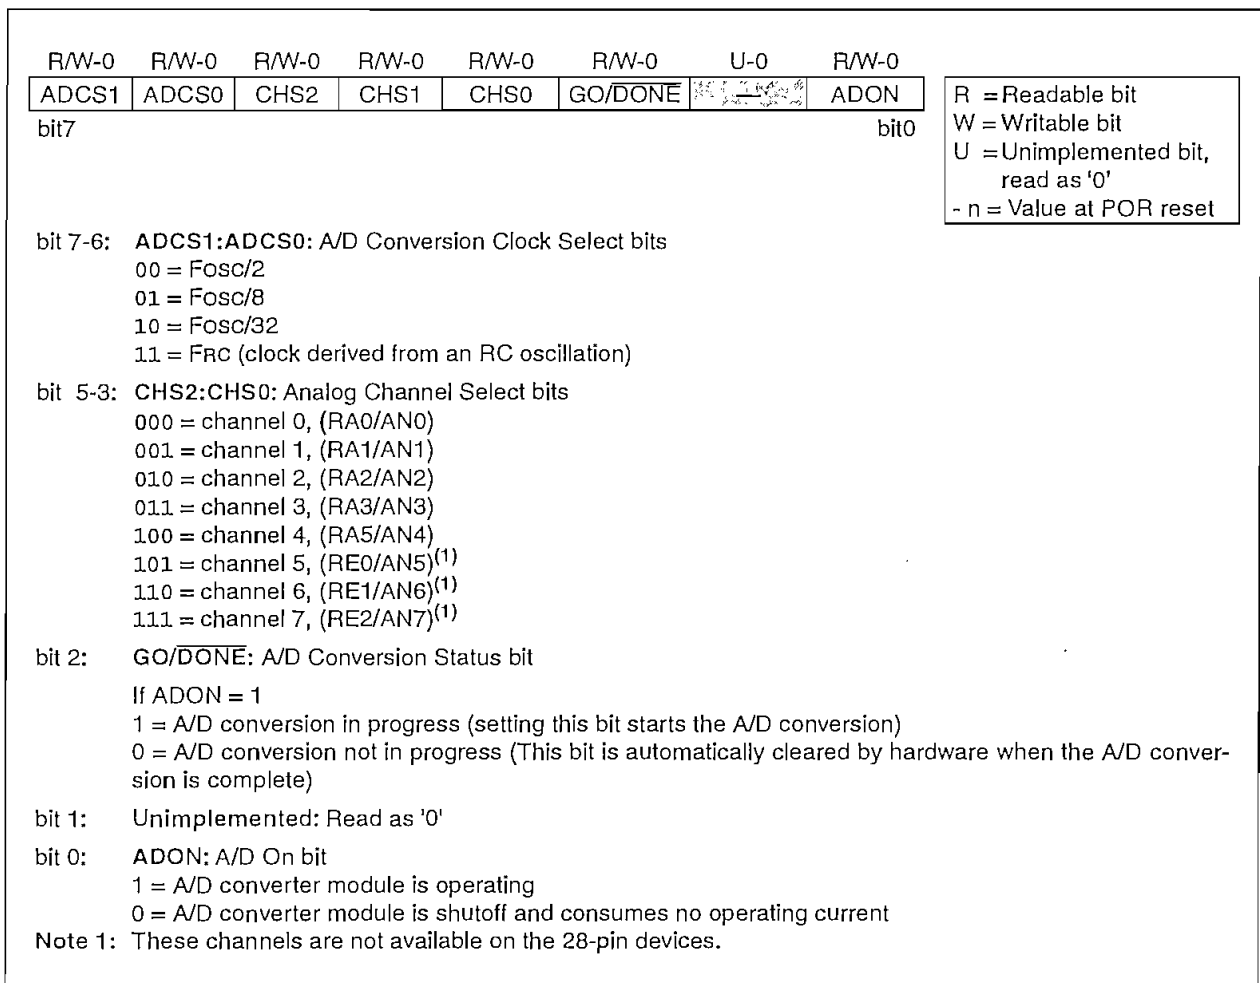 R/W-0 R/W-0 R/W-0 R/W-0 R/W-0 R/W-0 U-0 R/W-0
ADCS1 ADCS0 CHS2 CHS1 CHS0 GO/DONE — ADON
bit7 bit0
R = Readable bit
W = Writable bit
U = Unimplemented bit,
read as '0'
- n = Value at POR reset
bit 7-6: ADCS1:ADCS0: A/D Conversion Clock Select bits
00 = FOSC/2
01 = FOSC/8
10 = FOSC/32
11 = FRC (clock derived from an RC oscillation)
bit 5-3: CHS2:CHS0: Analog Channel Select bits
000 = channel 0, (RA0/AN0)
001 = channel 1, (RA1/AN1)
010 = channel 2, (RA2/AN2)
011 = channel 3, (RA3/AN3)
100 = channel 4, (RA5/AN4)
101 = channel 5, (RE0/AN5)(1)
110 = channel 6, (RE1/AN6)(1)
111 = channel 7, (RE2/AN7)(1)
bit 2: GO/DONE: A/D Conversion Status bit
If ADON = 1
1 = A/D conversion in progress (setting this bit starts the A/D conversion)
0 = A/D conversion not in progress (This bit is automatically cleared by hardware when the A/D conver-
sion is complete)
bit 1: Unimplemented: Read as '0'
bit 0: ADON: A/D On bit
1 = A/D converter module is operating
0 = A/D converter module is shutoff and consumes no operating current
Note 1: These channels are not available on the 28-pin devices.